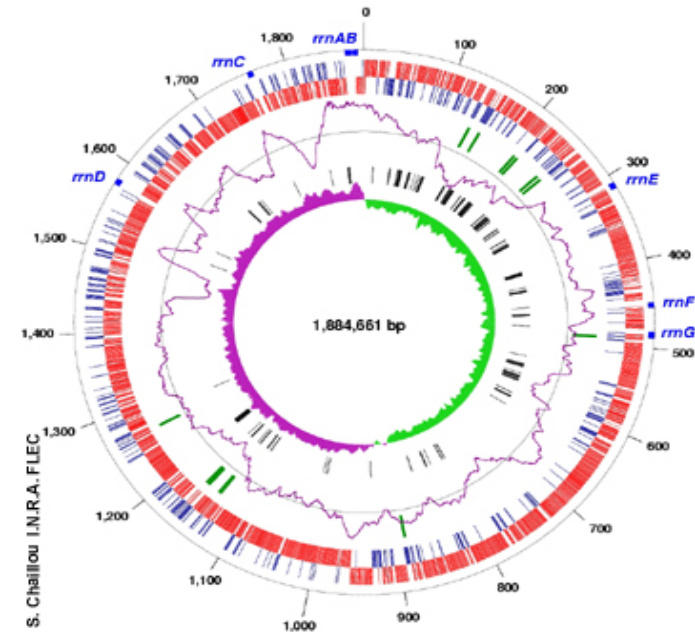 0
rrnAB
1,800
100
rrnC
1,700
200
1,600
300
rrnD
rrnE
1,500
400
rrnF
1,884,661 bp
1,400
rrnG
500
1,300
600
1,200
700
1,100
800
1,000
900
S. Chaillou I.N.R.A. FLEC